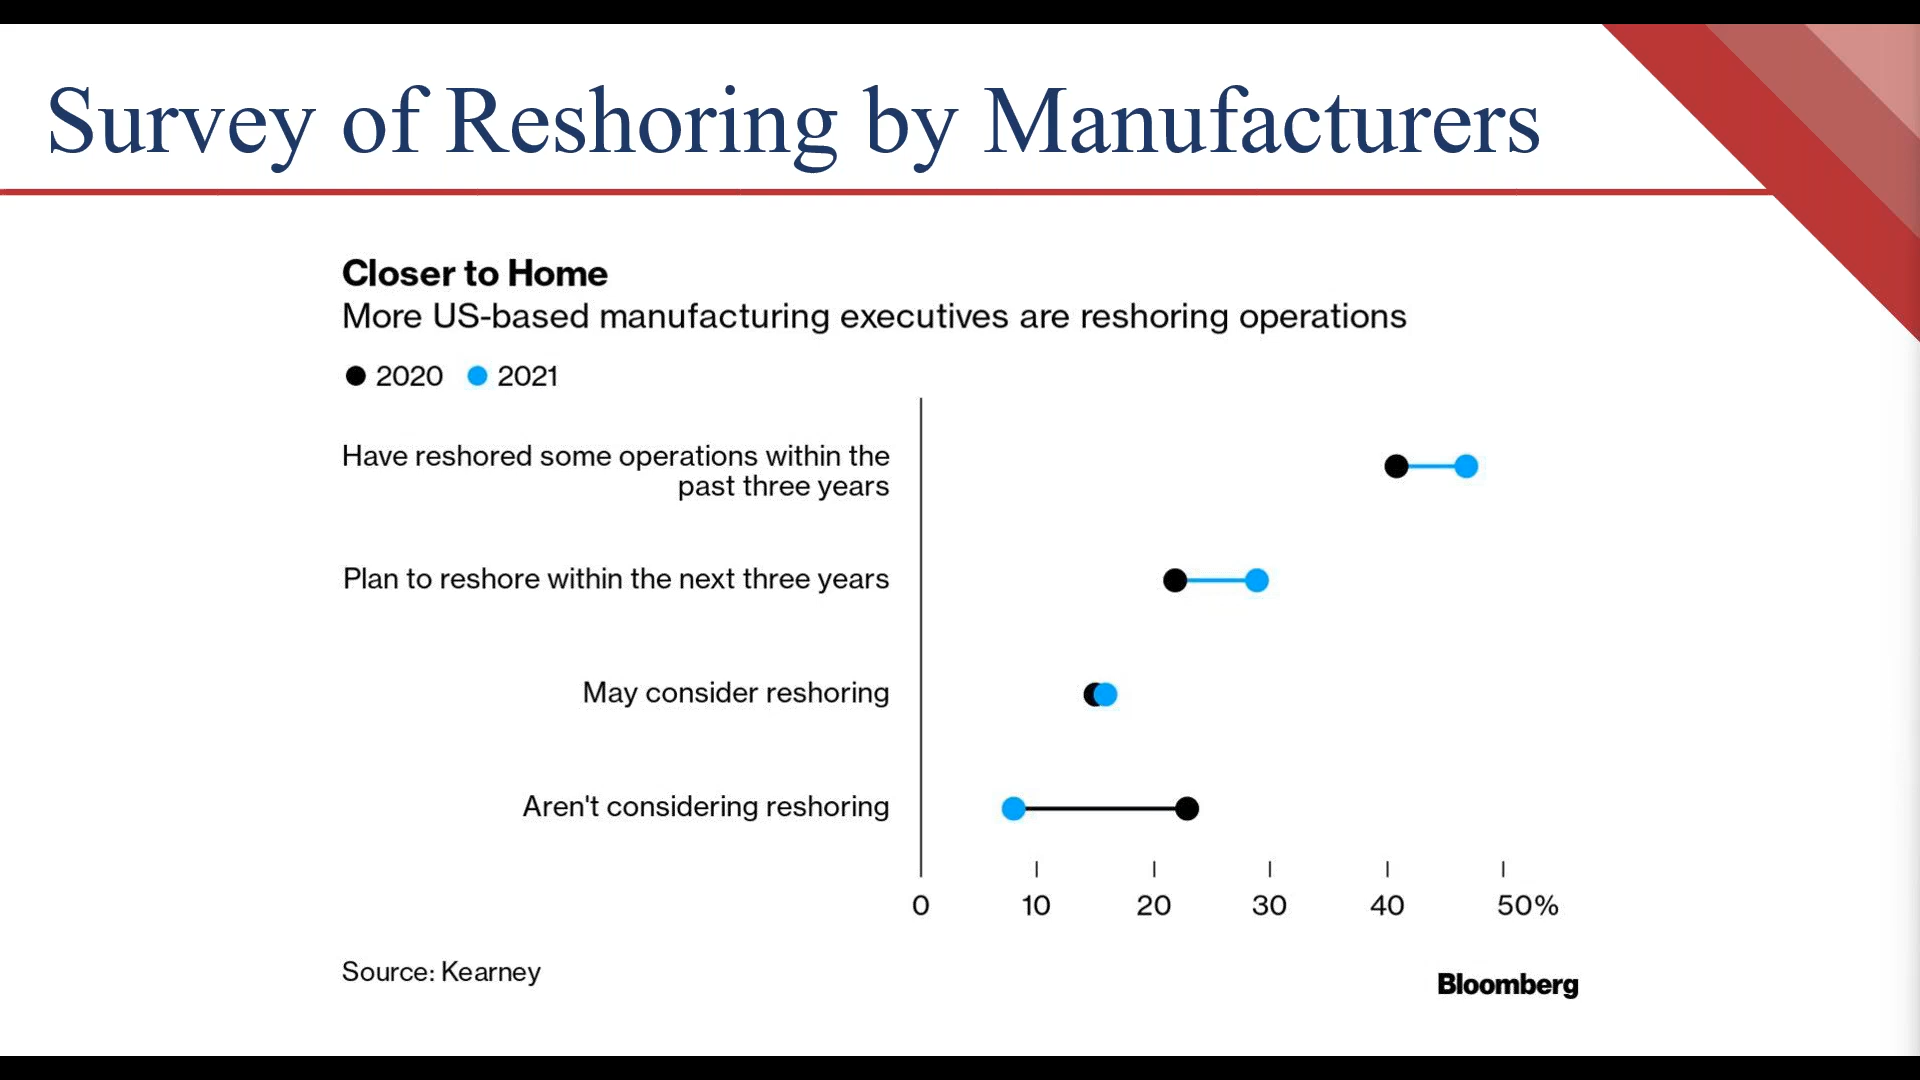 Survey of Reshoring by Manufacturers
Closer to Home
More US-based manufacturing executives are reshoring operations
2020 2021
Have reshored some operations within the
past three years
Plan to reshore within the next three years
May consider reshoring
Aren't considering reshoring
0 10 20 30 40 50%
Source: Kearney
Bloomberg